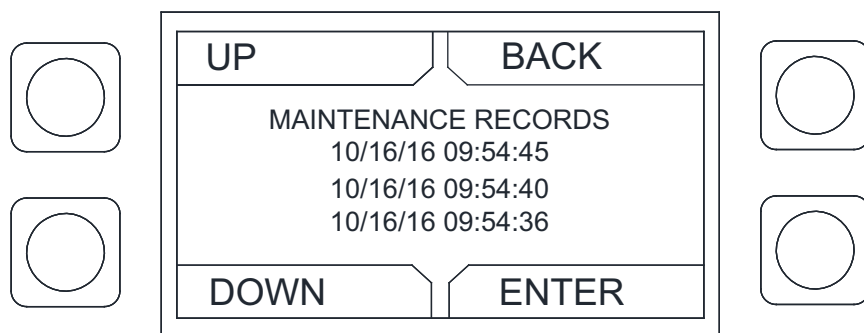 UP BACK
MAINTENANCE RECORDS
10/16/16 09:54:45
10/16/16 09:54:40
10/16/16 09:54:36
DOWN ENTER